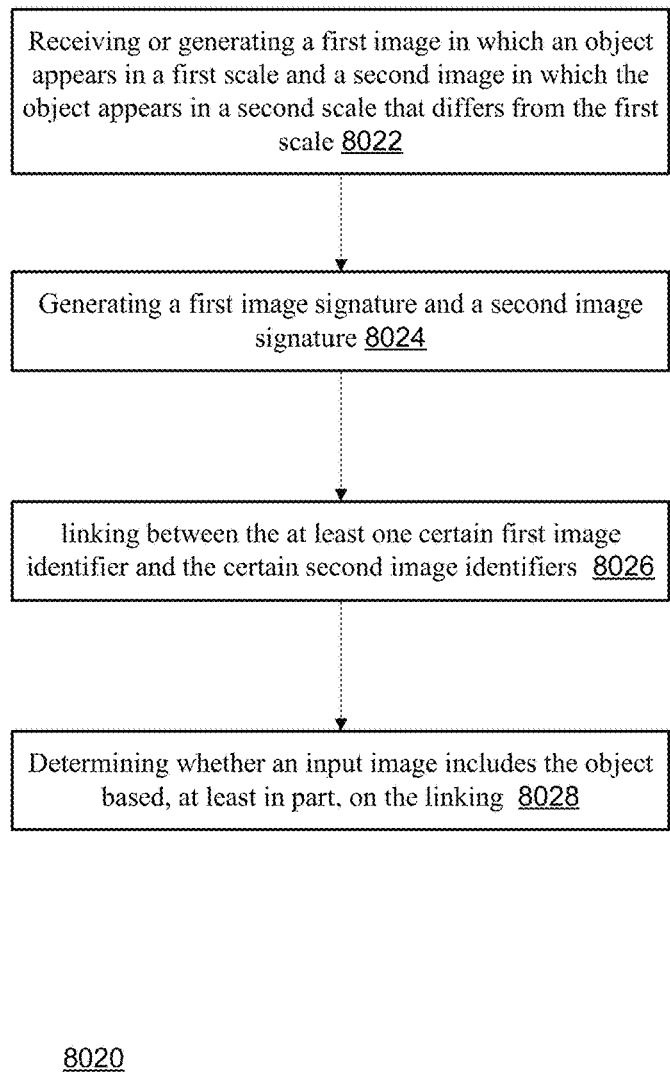 Receiving or generating a first image in which an object
appears in a first scale and a second image in which the
object appears in a second scale that differs from the first
scale 8022
Generating a first image signature and a second image
signature 8024
linking between the at least one certain first image
identifier and the certain second image identifiers 8026
Determining whether an input image includes the object
based, at least in part, on the linking 8028
8020